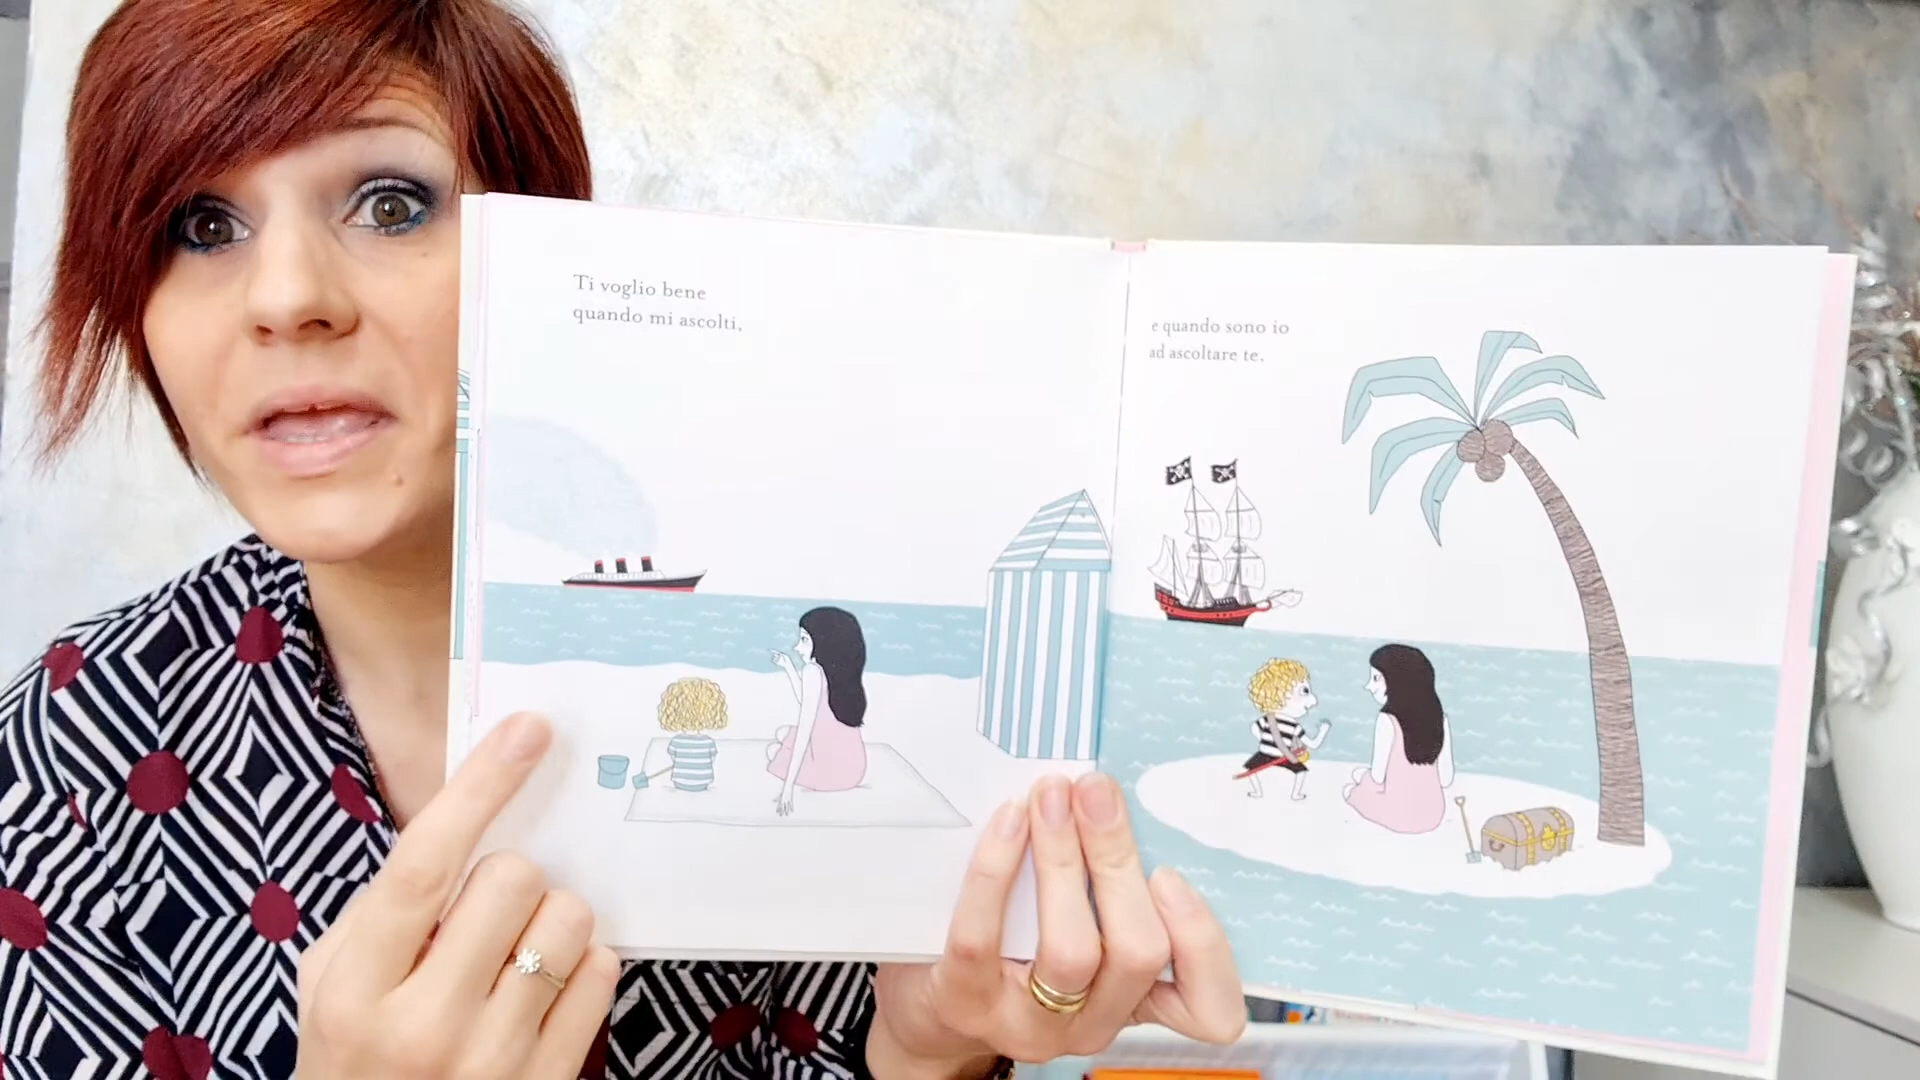 Ti voglio bene
quando mi ascolti,
e quando sono io
ad ascoltare te,